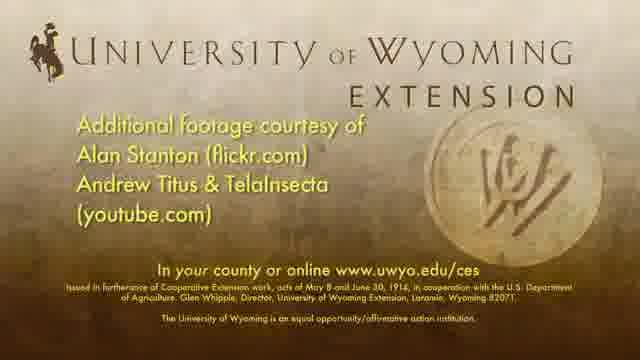 UNIVERSITY OF WYOMING
EXTENSION
Additional footage courtesy of
Alan Stanton (flickr.com)
Andrew Titus & TelaInsecta
(youtube.com)
In your county or online www.uwyo.edu/ces
Issued in furtherance of Cooperative Extension work, acts of May 8 and June 30, 1914, in cooperation with the U.S. Department
of Agriculture. Glen Whipple, Director, University of Wyoming Extension, Laramie, Wyoming 82071.
The University of Wyoming is an equal opportunity/affirmative action institution.